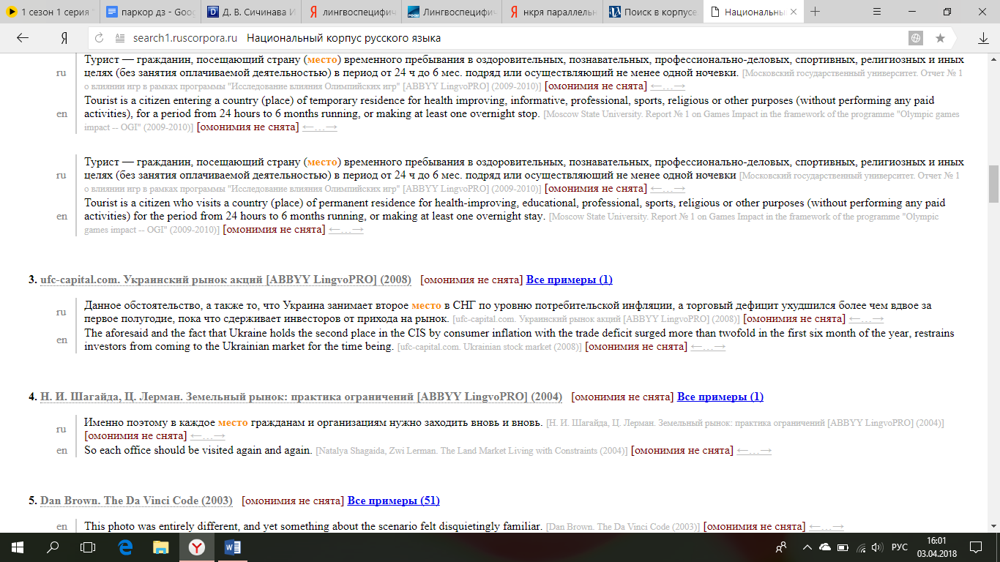 1 сезон 1 серия
паркор дз - Goo
Д. В. Сичинава И
лингвоспецифич
Лингвоспецифич
нкря параллельн
Поиск в корпусе
Национальны
search1.ruscorpora.ru Национальный корпус русского языка
ru Турист — гражданин, посещающий страну (место) временного пребывания в оздоровительных, познавательных, профессионально-деловых, спортивных, религиозных и иных
целях (без занятия оплачиваемой деятельностью) в период от 24 ч до 6 мес. подряд или осуществляющий не менее одной ночевки. [Московский государственный университет. Отчет № 1
о влиянии игр в рамках программы "Исследование влияния Олимпийских игр" [ABBYY LingvoPRO] (2009-2010)] [омонимия не снята] ←…→
en Tourist is a citizen entering a country (place) of temporary residence for health improving, informative, professional, sports, religious or other purposes (without performing any paid
activities), for a period from 24 hours to 6 months running, or making at least one overnight stop. [Moscow State University. Report № 1 on Games Impact in the framework of the programme "Olympic games
impact -- OGI" (2009-2010)] [омонимия не снята] ←…→
ru Турист — гражданин, посещающий страну (место) временного пребывания в оздоровительных, познавательных, профессионально-деловых, спортивных, религиозных и иных
целях (без занятия оплачиваемой деятельностью) в период от 24 ч до 6 мес. подряд или осуществляющий не менее одной ночевки [Московский государственный университет. Отчет № 1
о влиянии игр в рамках программы "Исследование влияния Олимпийских игр" [ABBYY LingvoPRO] (2009-2010)] [омонимия не снята] ←…→
en Tourist is a citizen who visits a country (place) of permanent residence for health-improving, educational, professional, sports, religious or other purposes (without performing any paid
activities) for the period from 24 hours to 6 months running, or making at least one overnight stay. [Moscow State University. Report № 1 on Games Impact in the framework of the programme "Olympic
games impact -- OGI" (2009-2010)] [омонимия не снята] ←…→
3. ufc-capital.com. Украинский рынок акций [ABBYY LingvoPRO] (2008) [омонимия не снята] Все примеры (1)
ru Данное обстоятельство, а также то, что Украина занимает второе место в СНГ по уровню потребительской инфляции, а торговый дефицит ухудшился более чем вдвое за
первое полугодие, пока что сдерживает инвесторов от прихода на рынок. [ufc-capital.com. Украинский рынок акций [ABBYY LingvoPRO] (2008)] [омонимия не снята] ←…→
en The aforesaid and the fact that Ukraine holds the second place in the CIS by consumer inflation with the trade deficit surged more than twofold in the first six month of the year, restrains
investors from coming to the Ukrainian market for the time being. [ufc-capital.com. Ukrainian stock market (2008)] [омонимия не снята] ←…→
4. Н. И. Шагайда, Ц. Лерман. Земельный рынок: практика ограничений [ABBYY LingvoPRO] (2004) [омонимия не снята] Все примеры (1)
ru Именно поэтому в каждое место гражданам и организациям нужно заходить вновь и вновь. [Н. И. Шагайда, Ц. Лерман. Земельный рынок: практика ограничений [ABBYY LingvoPRO] (2004)]
[омонимия не снята] ←…→
en So each office should be visited again and again. [Natalya Shagaida, Zwi Lerman. The Land Market Living with Constraints (2004)] [омонимия не снята] ←…→
5. Dan Brown. The Da Vinci Code (2003) [омонимия не снята] Все примеры (51)
en This photo was entirely different, and yet something about the scenario felt disquietingly familiar. [Dan Brown. The Da Vinci Code (2003)] [омонимия не снята] ←…→
РУС
16:01
03.04.2018